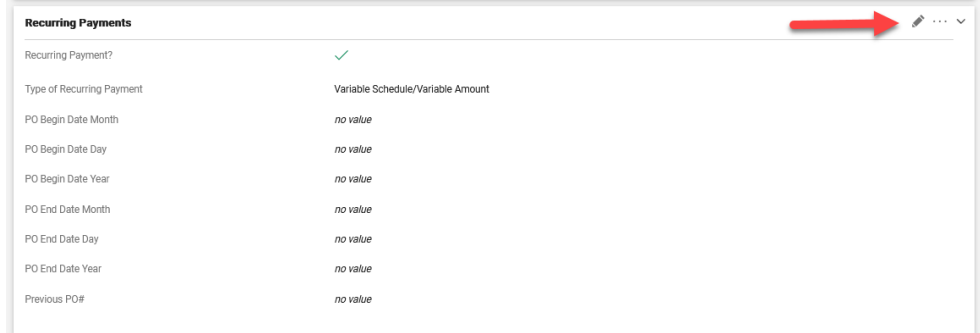 Recurring Payments
Recurring Payment?
Type of Recurring Payment Variable Schedule/Variable Amount
PO Begin Date Month no value
PO Begin Date Day no value
PO Begin Date Year no value
PO End Date Month no value
PO End Date Day no value
PO End Date Year no value
Previous PO# no value